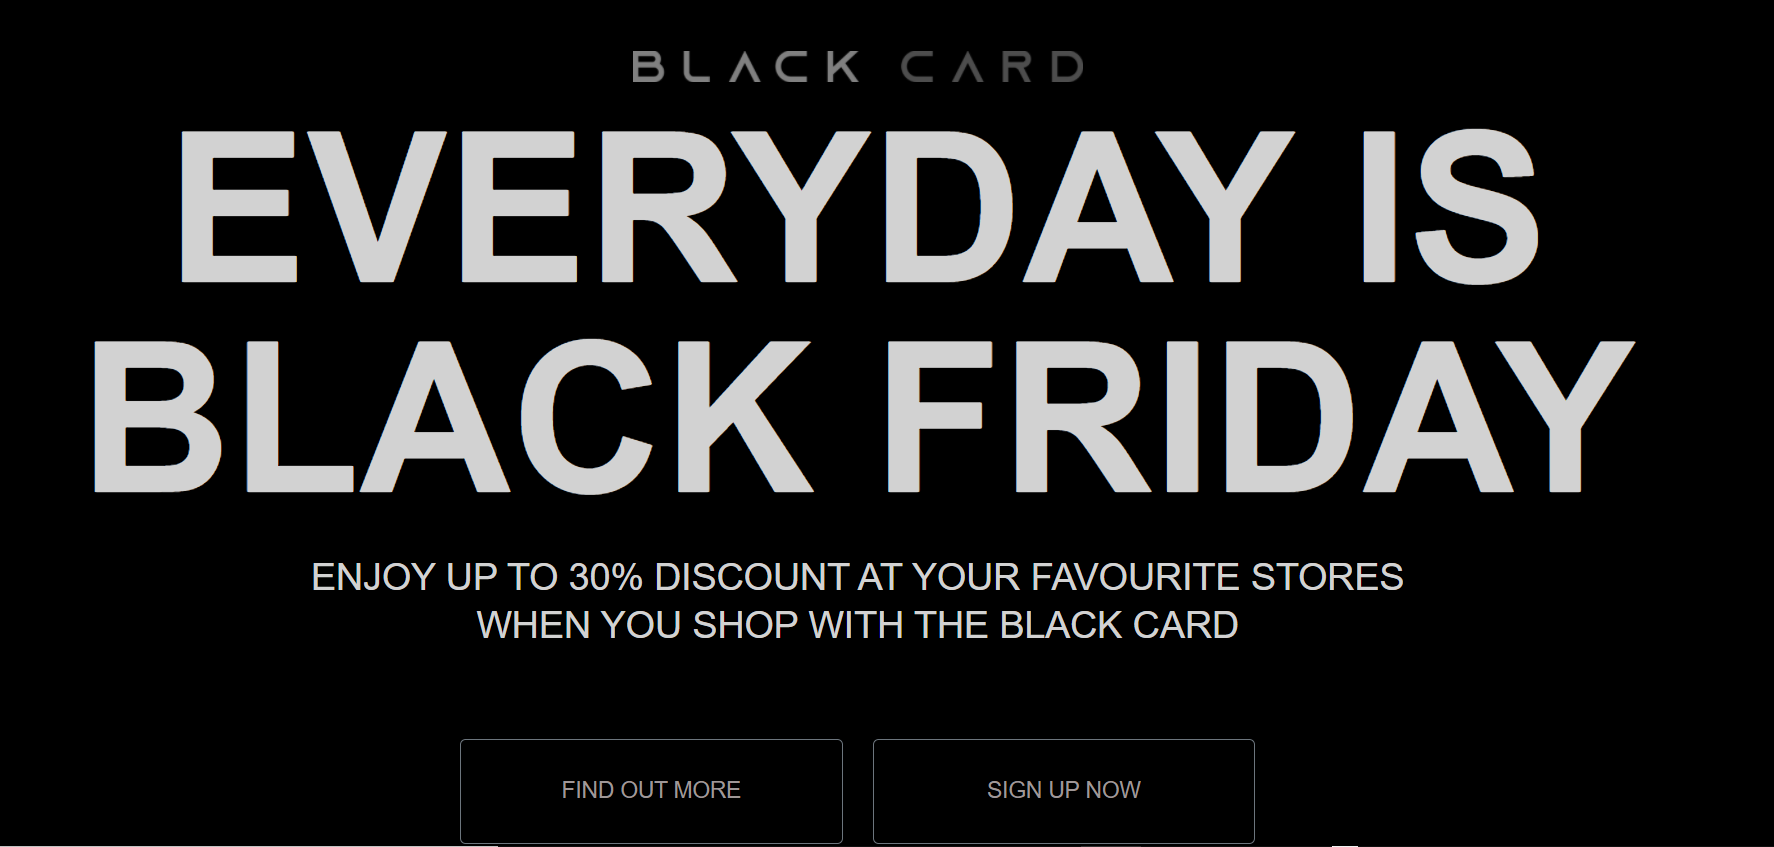 BLACK CARD
EVERYDAY IS
BLACK FRIDAY
ENJOY UP TO 30% DISCOUNT AT YOUR FAVOURITE STORES
WHEN YOU SHOP WITH THE BLACK CARD
FIND OUT MORE
SIGN UP NOW